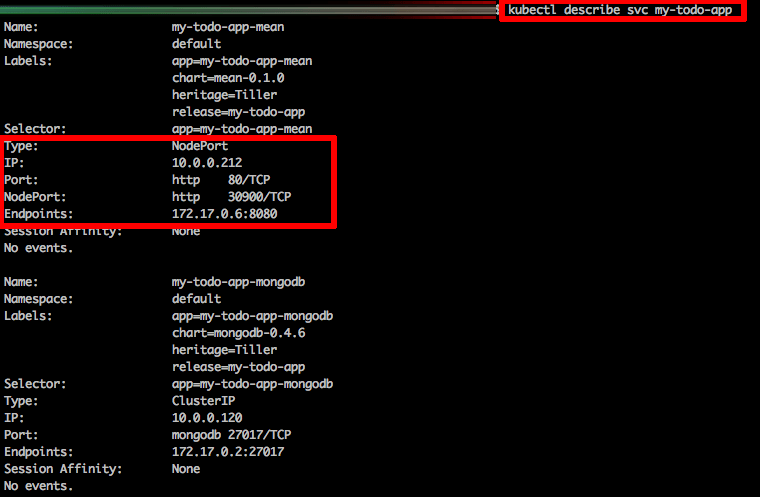 $ kubectl describe svc my-todo-app
Name: my-todo-app-mean
Namespace: default
Labels: app=my-todo-app-mean
chart=mean-0.1.0
heritage=Tiller
release=my-todo-app
Selector: app=my-todo-app-mean
Type: NodePort
IP: 10.0.0.212
Port: http 80/TCP
NodePort: http 30900/TCP
Endpoints: 172.17.0.6:8080
Session Affinity: None
No events.
Name: my-todo-app-mongodb
Namespace: default
Labels: app=my-todo-app-mongodb
chart=mongodb-0.4.6
heritage=Tiller
release=my-todo-app
Selector: app=my-todo-app-mongodb
Type: ClusterIP
IP: 10.0.0.120
Port: mongodb 27017/TCP
Endpoints: 172.17.0.2:27017
Session Affinity: None
No events.